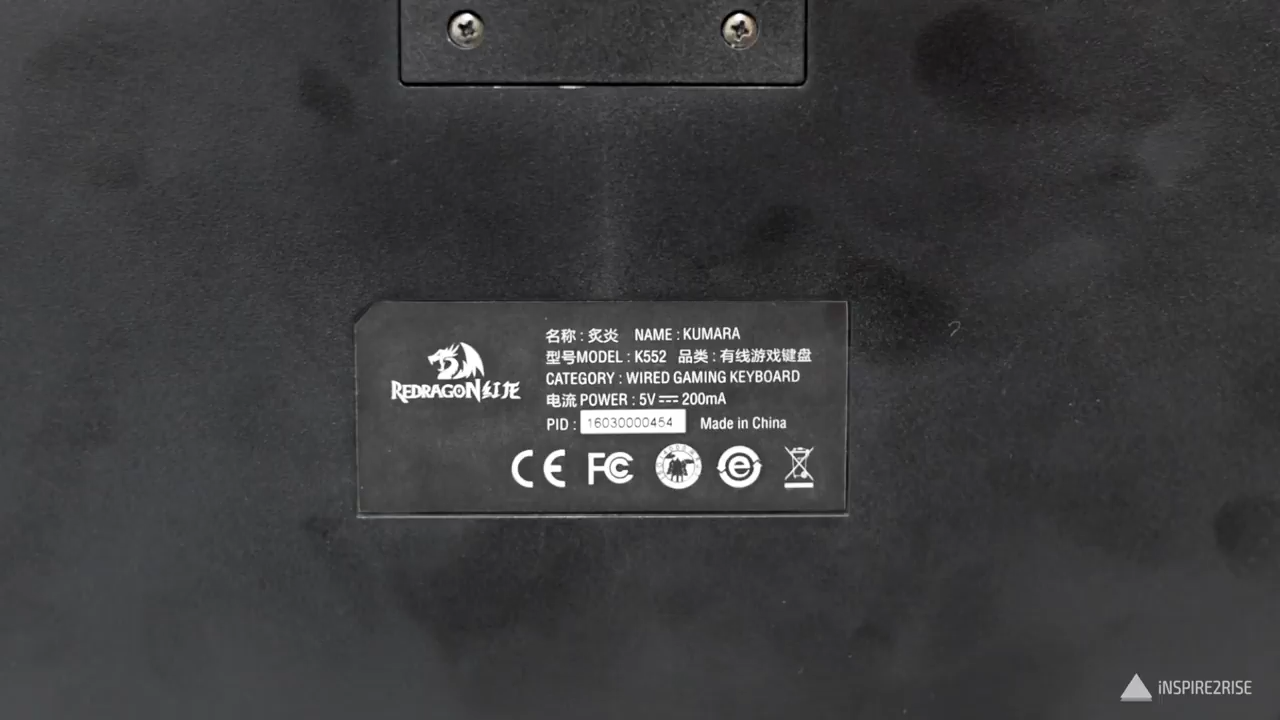 REDRAGON红龙
名称 : 炙炎 NAME : KUMARA
型号MODEL : K552 品类 : 有线游戏键盘
CATEGORY : WIRED GAMING KEYBOARD
电流 POWER : 5V 200mA
PID : 16030000454 Made in China
CE FC e
iNSPIRE2RISE